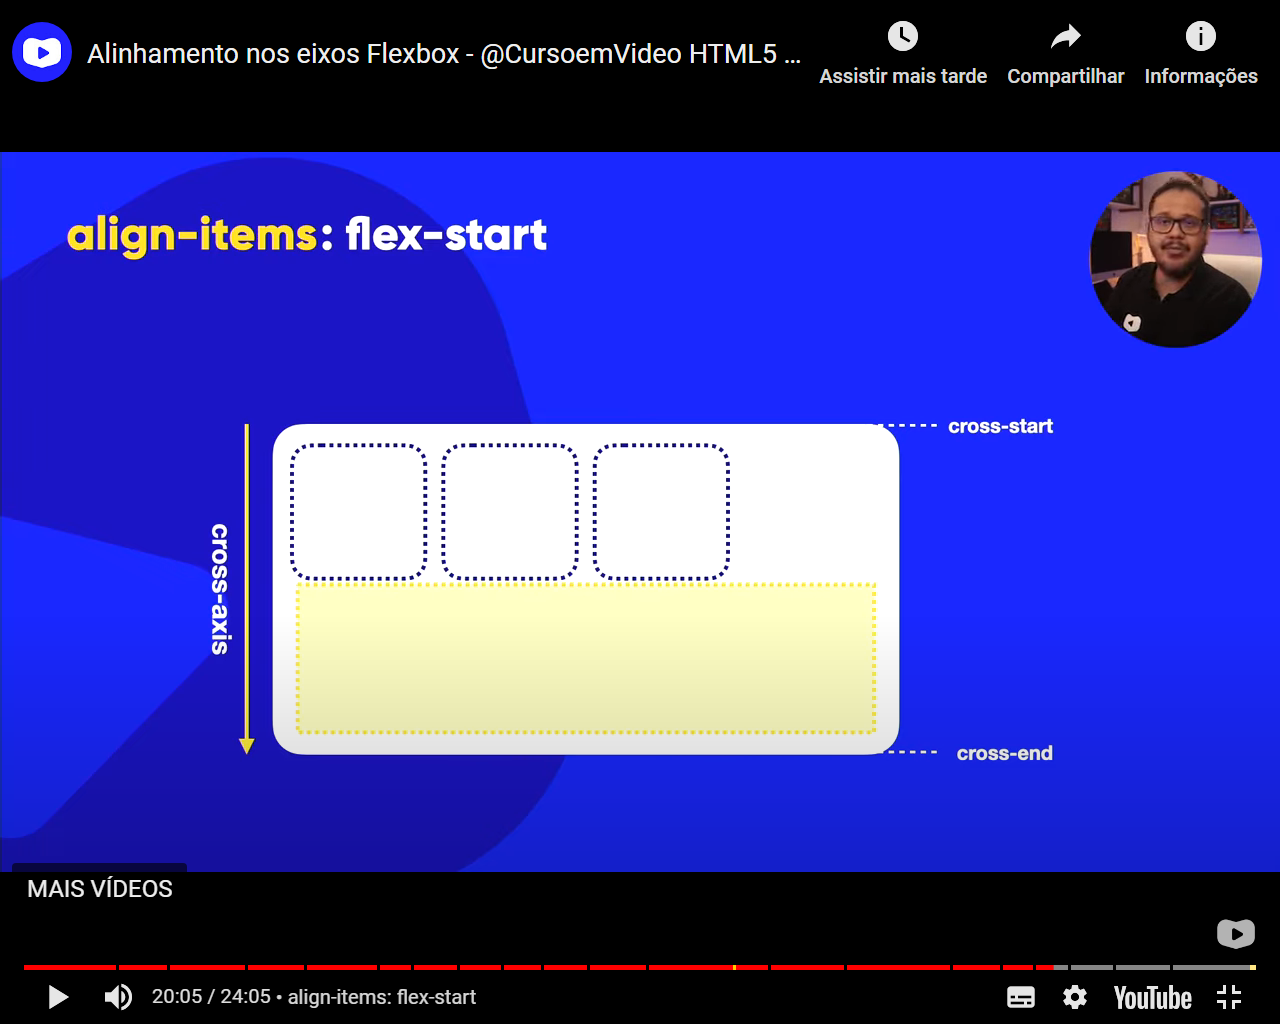 Alinhamento nos eixos Flexbox - @CursoemVideo HTML5 ...
Assistir mais tarde
Compartilhar
Informações
align-items: flex-start
cross-start
cross-axis
cross-end
MAIS VÍDEOS
20:05 / 24:05 • align-items: flex-start
YouTube